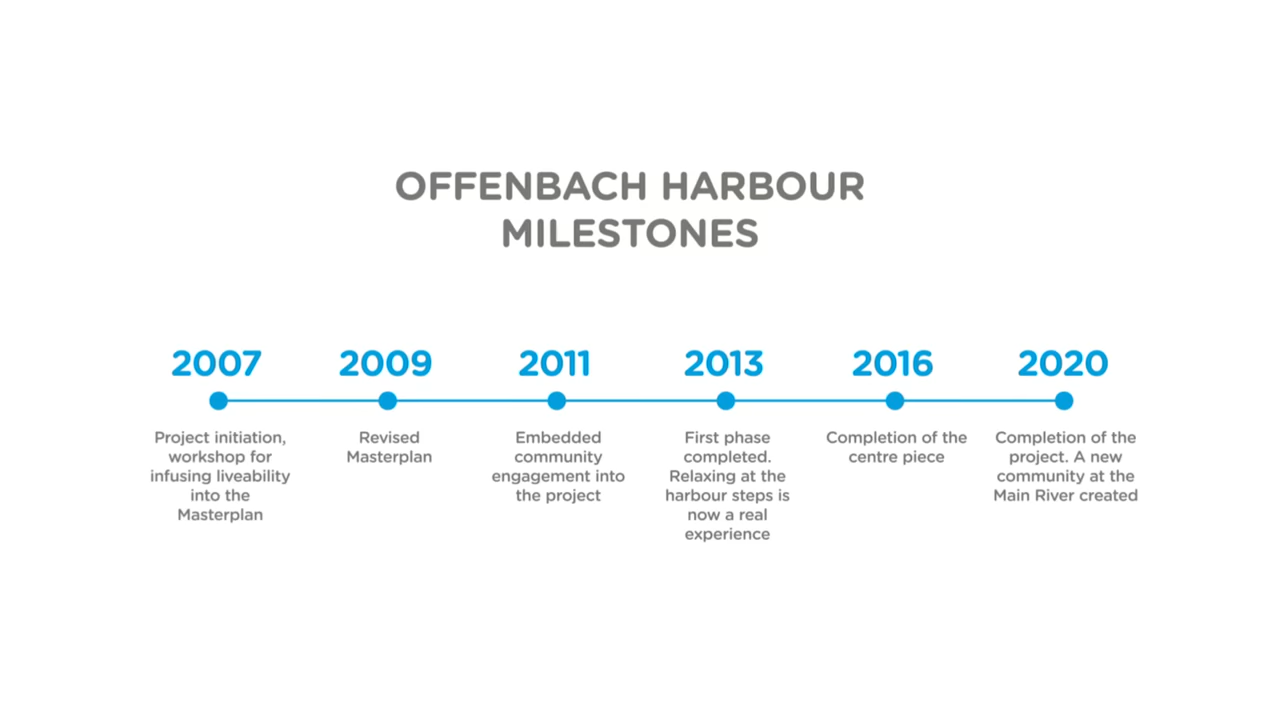 OFFENBACH HARBOUR
MILESTONES
2007
Project initiation,
workshop for
infusing liveability
into the
Masterplan
2009
Revised
Masterplan
2011
Embedded
community
engagement into
the project
2013
First phase
completed.
Relaxing at the
harbour steps is
now a real
experience
2016
Completion of the
centre piece
2020
Completion of the
project. A new
community at the
Main River created